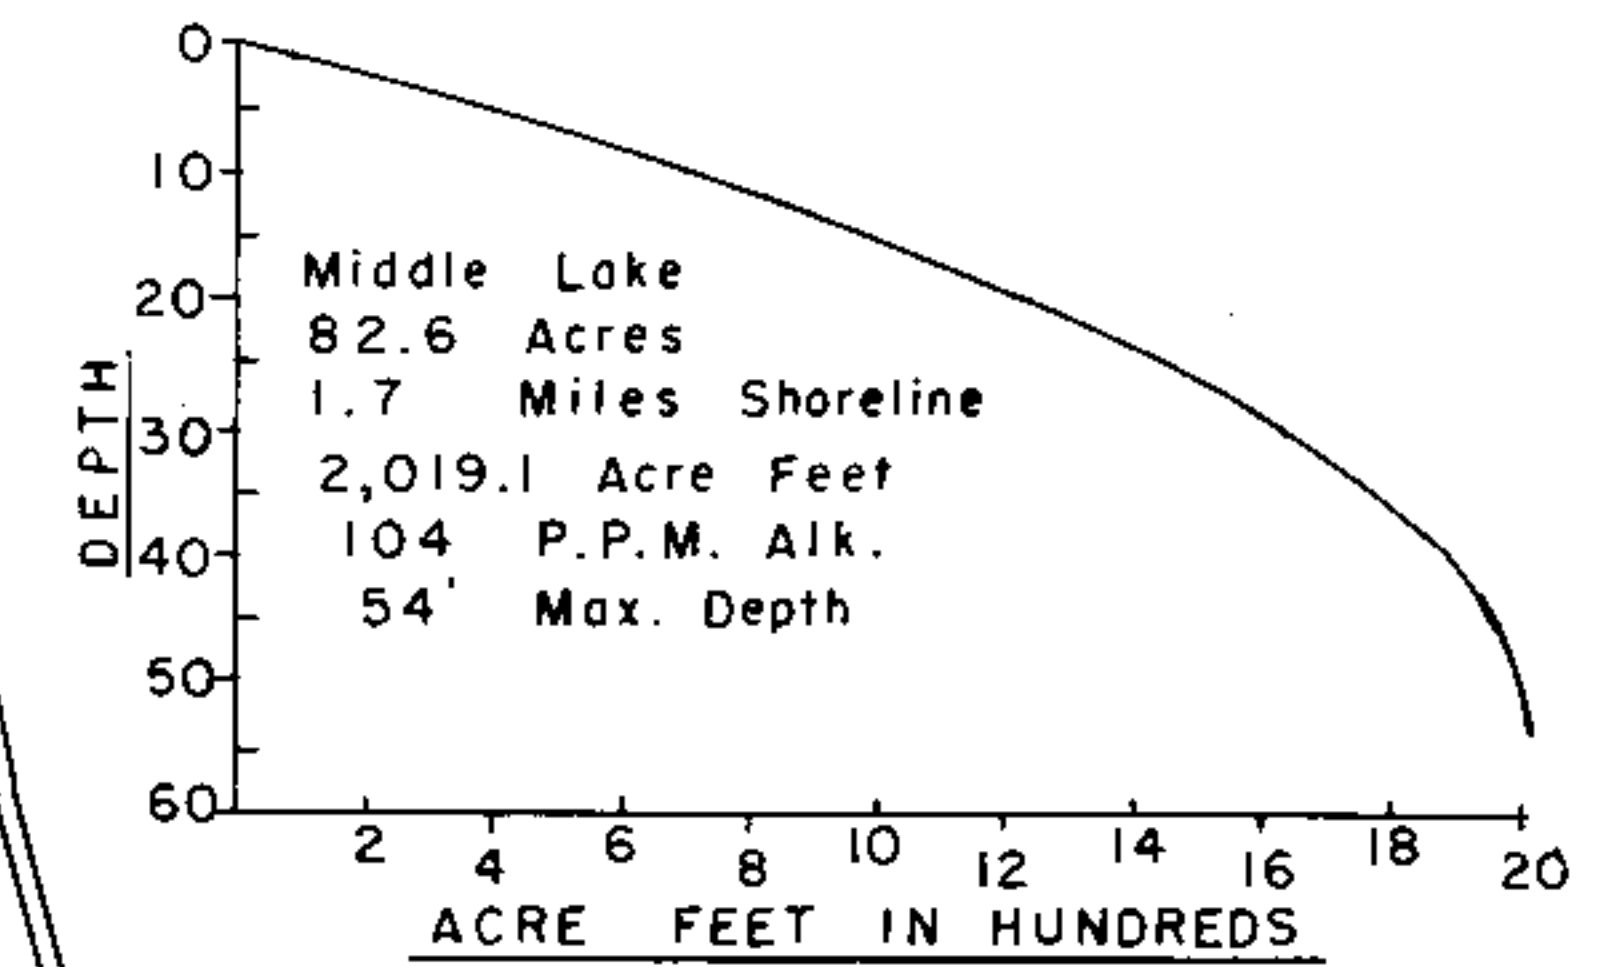 0
10
20
30
40
50
60
DEPTH
Middle Lake
82.6 Acres
1.7 Miles Shoreline
2,019.1 Acre Feet
104 P.P.M. Alk.
54' Max. Depth
2 4 6 8 10 12 14 16 18 20
ACRE FEET IN HUNDREDS